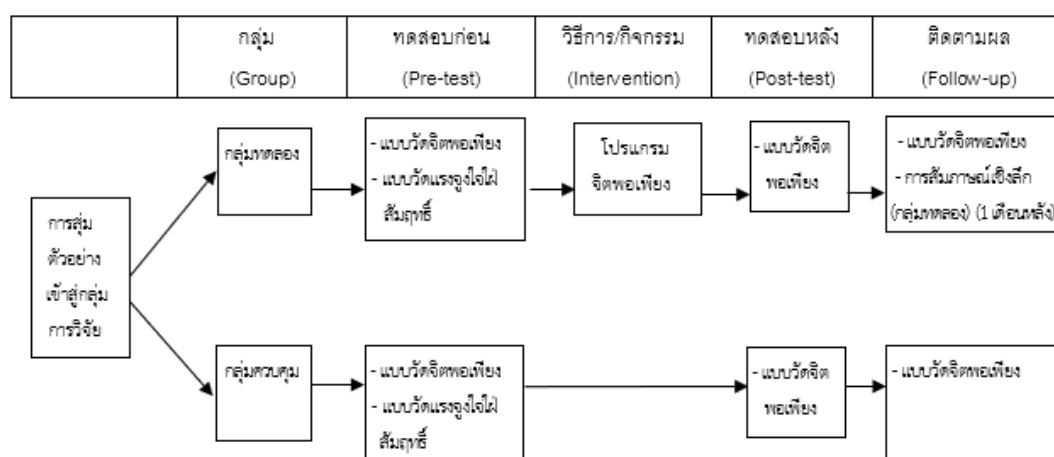 กลุ่ม
(Group)
ทดสอบก่อน
(Pre-test)
วิธีการ/กิจกรรม
(Intervention)
ทดสอบหลัง
(Post-test)
ติดตามผล
(Follow-up)
การสุ่ม
ตัวอย่าง
เข้าสู่กลุ่ม
การวิจัย
กลุ่มทดลอง
- แบบวัดจิตพอเพียง
- แบบวัดแรงจูงใจใฝ่
สัมฤทธิ์
โปรแกรม
จิตพอเพียง
- แบบวัดจิต
พอเพียง
- แบบวัดจิตพอเพียง
- การสัมภาษณ์เชิงลึก
(กลุ่มทดลอง) (1 เดือนหลัง)
กลุ่มควบคุม
- แบบวัดจิตพอเพียง
- แบบวัดแรงจูงใจใฝ่
สัมฤทธิ์
- แบบวัดจิต
พอเพียง
- แบบวัดจิตพอเพียง